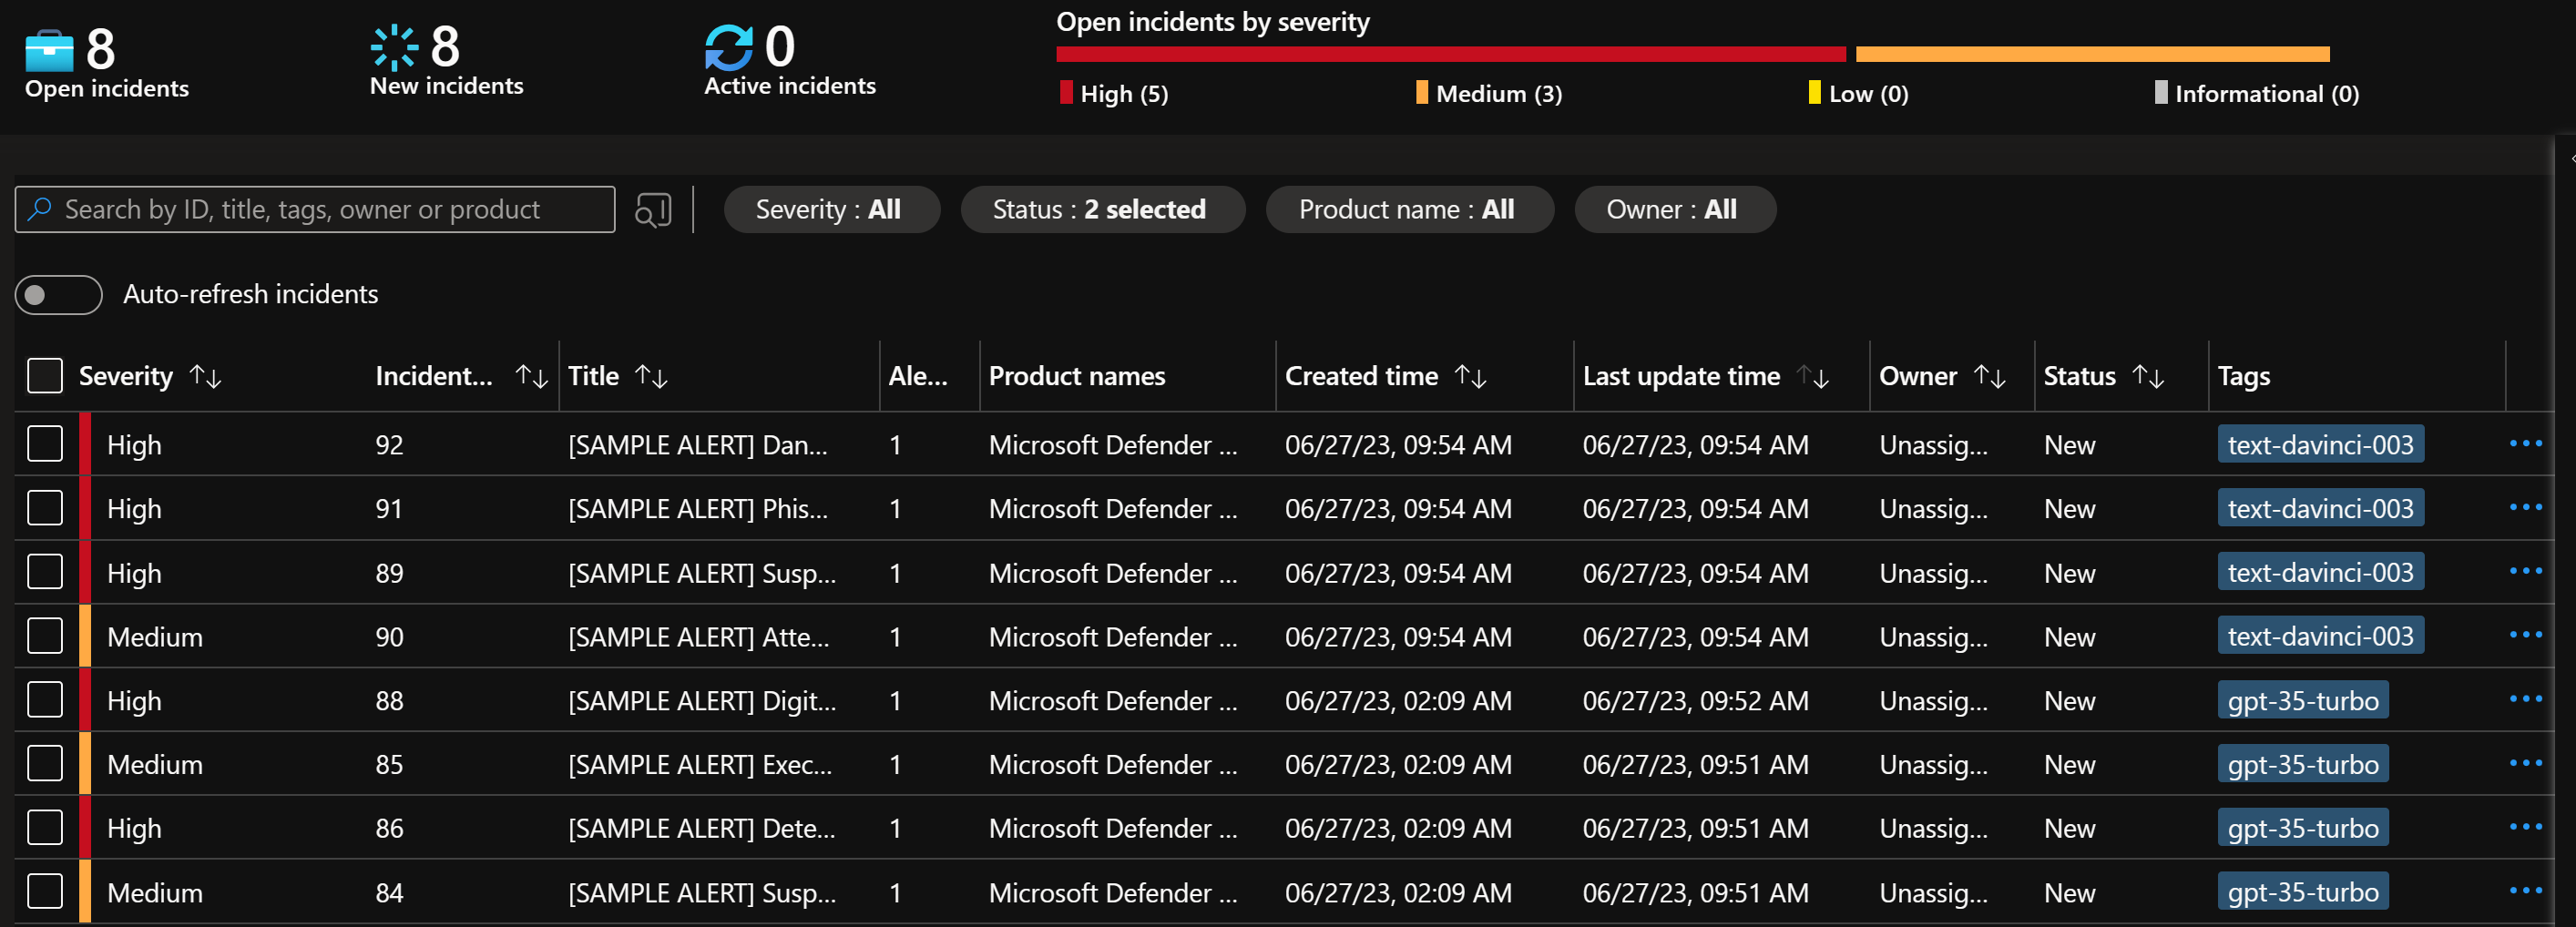 8
Open incidents
8
New incidents
0
Active incidents
Open incidents by severity
High (5) Medium (3) Low (0) Informational (0)
Search by ID, title, tags, owner or product Severity : All Status : 2 selected Product name : All Owner : All
Auto-refresh incidents
Severity ↑↓ Incident... ↑↓ Title ↑↓ Ale... Product names Created time ↑↓ Last update time ↑↓ Owner ↑↓ Status ↑↓ Tags
High 92 [SAMPLE ALERT] Dan... 1 Microsoft Defender ... 06/27/23, 09:54 AM 06/27/23, 09:54 AM Unassig... New text-davinci-003 ...
High 91 [SAMPLE ALERT] Phis... 1 Microsoft Defender ... 06/27/23, 09:54 AM 06/27/23, 09:54 AM Unassig... New text-davinci-003 ...
High 89 [SAMPLE ALERT] Susp... 1 Microsoft Defender ... 06/27/23, 09:54 AM 06/27/23, 09:54 AM Unassig... New text-davinci-003 ...
Medium 90 [SAMPLE ALERT] Atte... 1 Microsoft Defender ... 06/27/23, 09:54 AM 06/27/23, 09:54 AM Unassig... New text-davinci-003 ...
High 88 [SAMPLE ALERT] Digit... 1 Microsoft Defender ... 06/27/23, 02:09 AM 06/27/23, 09:52 AM Unassig... New gpt-35-turbo ...
Medium 85 [SAMPLE ALERT] Exec... 1 Microsoft Defender ... 06/27/23, 02:09 AM 06/27/23, 09:51 AM Unassig... New gpt-35-turbo ...
High 86 [SAMPLE ALERT] Dete... 1 Microsoft Defender ... 06/27/23, 02:09 AM 06/27/23, 09:51 AM Unassig... New gpt-35-turbo ...
Medium 84 [SAMPLE ALERT] Susp... 1 Microsoft Defender ... 06/27/23, 02:09 AM 06/27/23, 09:51 AM Unassig... New gpt-35-turbo ...